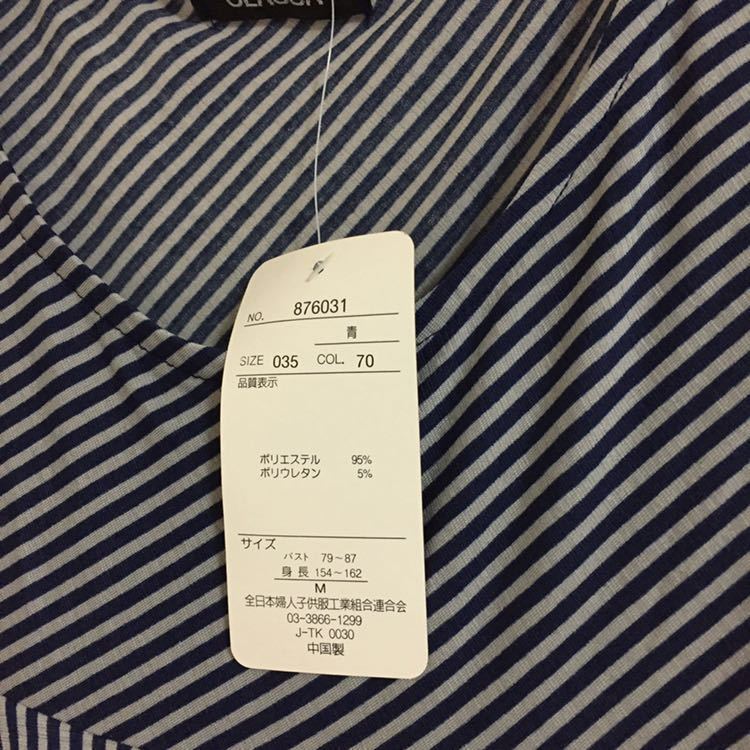 NO. 876031
青
SIZE 035 COL. 70
品質表示
ポリエステル 95%
ポリウレタン 5%
サイズ
バスト 79~87
身長 154~162
M
全日本婦人子供服工業組合連合会
03-3866-1299
J-TK 0030
中国製